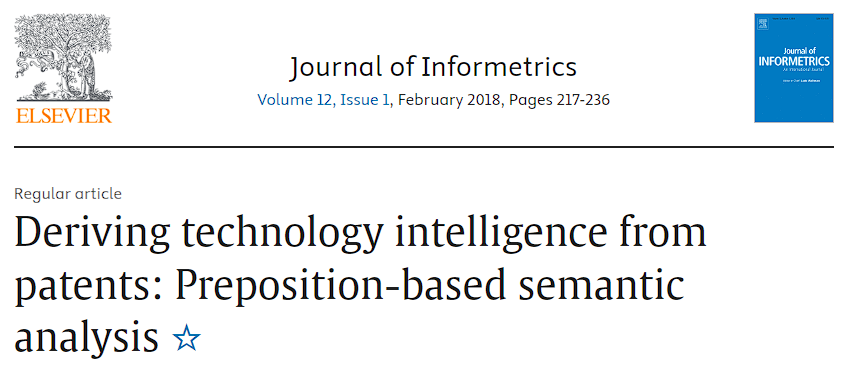 ELSEVIER
Journal of Informetrics
Volume 12, Issue 1, February 2018, Pages 217-236
Journal of
INFORMETRICS
Regular article
Deriving technology intelligence from
patents: Preposition-based semantic
analysis ☆